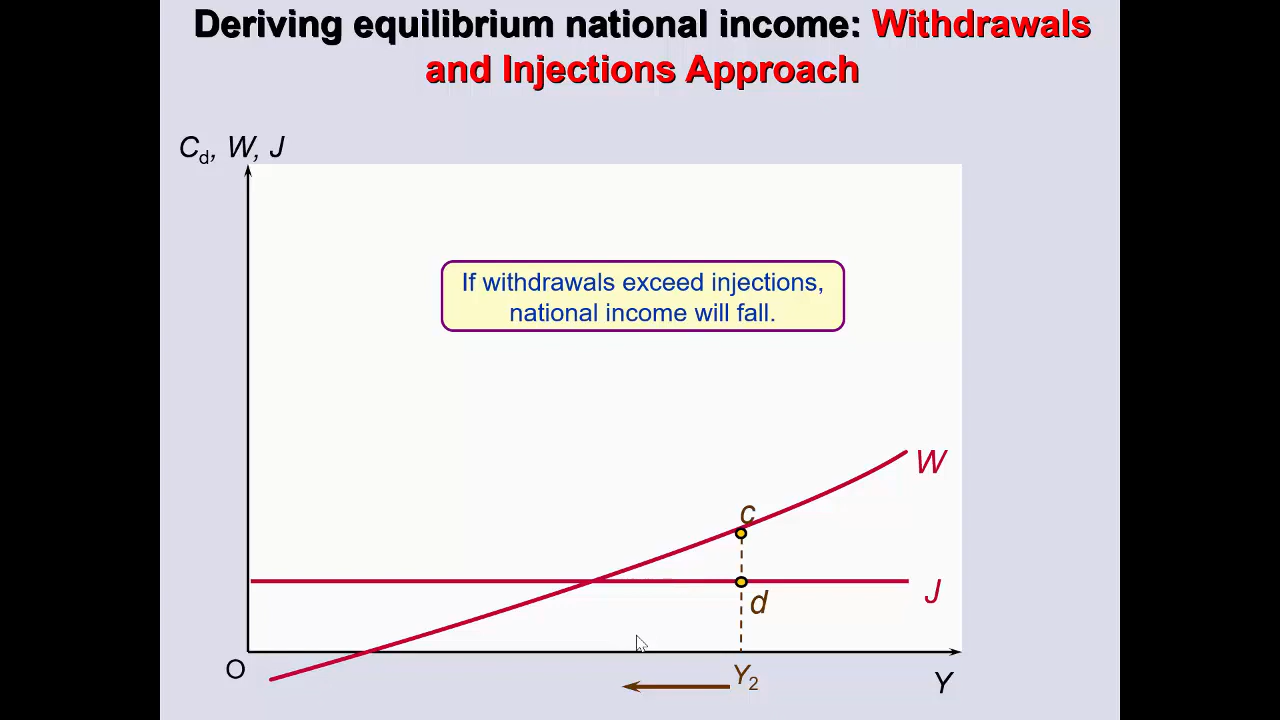 Deriving equilibrium national income: Withdrawals
and Injections Approach
Cd, W, J
If withdrawals exceed injections,
national income will fall.
W
c
J
d
O
Y2
Y